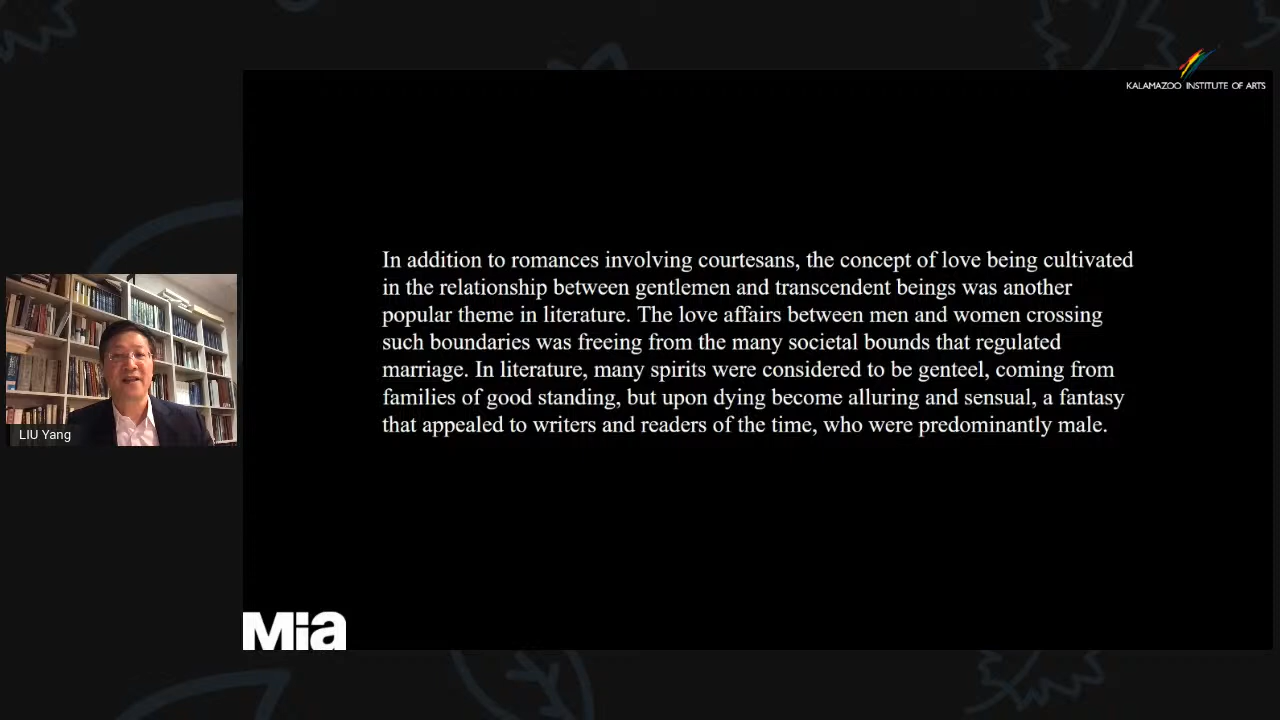 KALAMAZOO INSTITUTE OF ARTS
In addition to romances involving courtesans, the concept of love being cultivated
in the relationship between gentlemen and transcendent beings was another
popular theme in literature. The love affairs between men and women crossing
such boundaries was freeing from the many societal bounds that regulated
marriage. In literature, many spirits were considered to be genteel, coming from
families of good standing, but upon dying become alluring and sensual, a fantasy
that appealed to writers and readers of the time, who were predominantly male.
LIU Yang
Mia